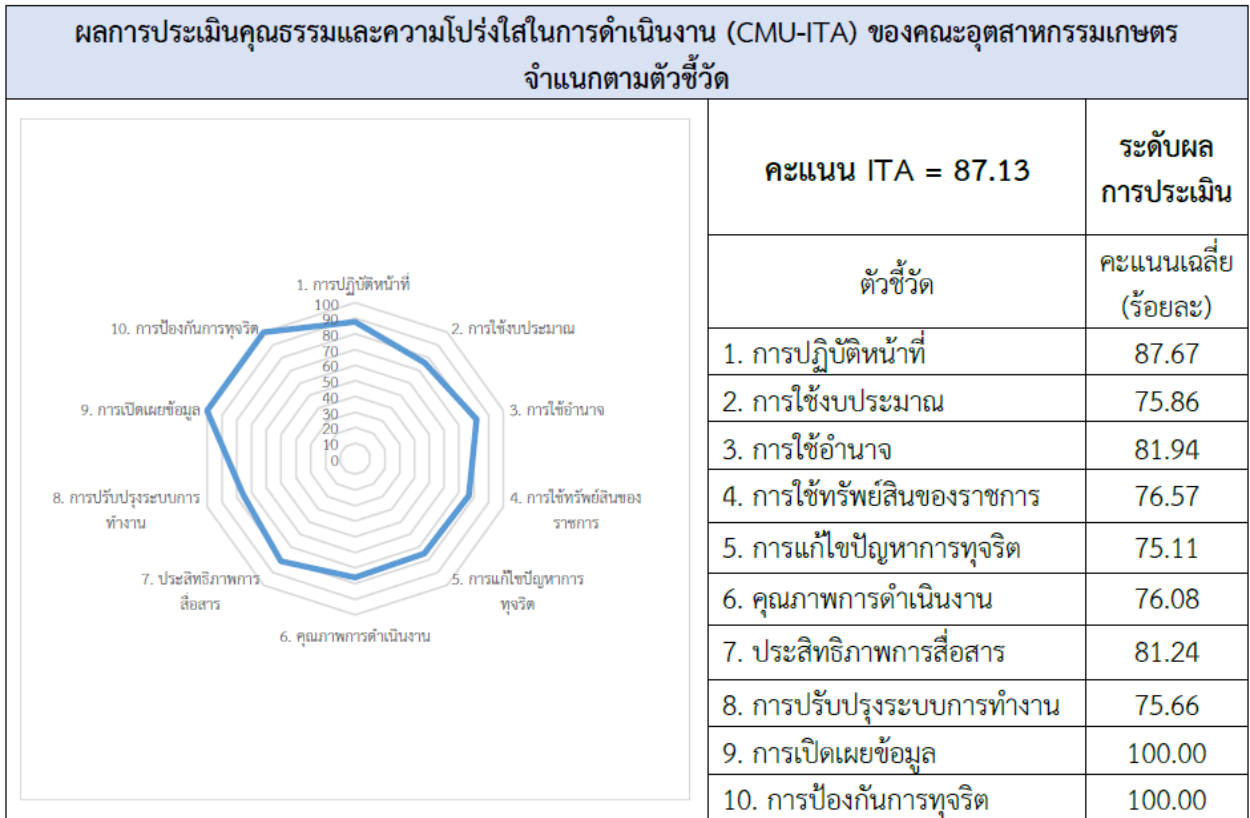 ผลการประเมินคุณธรรมและความโปร่งใสในการดำเนินงาน (CMU-ITA) ของคณะอุตสาหกรรมเกษตร
จำแนกตามตัวชี้วัด
1. การปฏิบัติหน้าที่
2. การใช้งบประมาณ
3. การใช้อำนาจ
4. การใช้ทรัพย์สินของ
ราชการ
5. การแก้ไขปัญหาการ
ทุจริต
6. คุณภาพการดำเนินงาน
7. ประสิทธิภาพการ
สื่อสาร
8. การปรับปรุงระบบการ
ทำงาน
9. การเปิดเผยข้อมูล
10. การป้องกันการทุจริต
100
90
80
70
60
50
40
30
20
10
0
คะแนน ITA = 87.13
ระดับผล
การประเมิน
ตัวชี้วัด
คะแนนเฉลี่ย
(ร้อยละ)
1. การปฏิบัติหน้าที่ 87.67
2. การใช้งบประมาณ 75.86
3. การใช้อำนาจ 81.94
4. การใช้ทรัพย์สินของราชการ 76.57
5. การแก้ไขปัญหาการทุจริต 75.11
6. คุณภาพการดำเนินงาน 76.08
7. ประสิทธิภาพการสื่อสาร 81.24
8. การปรับปรุงระบบการทำงาน 75.66
9. การเปิดเผยข้อมูล 100.00
10. การป้องกันการทุจริต 100.00